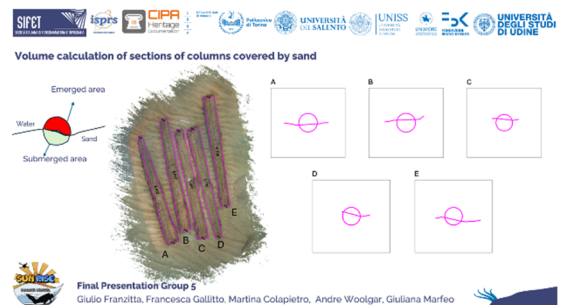 SIFET
isprs
CIPA
Heritage
Documentation
Politecnico
di Torino
UNIVERSITÀ
DEL SALENTO
UNISS
UNIVERSITÀ
DEGLI STUDI
DI UDINE
Volume calculation of sections of columns covered by sand
Emerged area
Water
Sand
Submerged area
A
B
C
D
E
A
B
C
D
E
SUNRISE
Final Presentation Group 5
Giulio Franzitta, Francesca Gallitto, Martina Colapietro, Andre Woolgar, Giuliana Marfeo